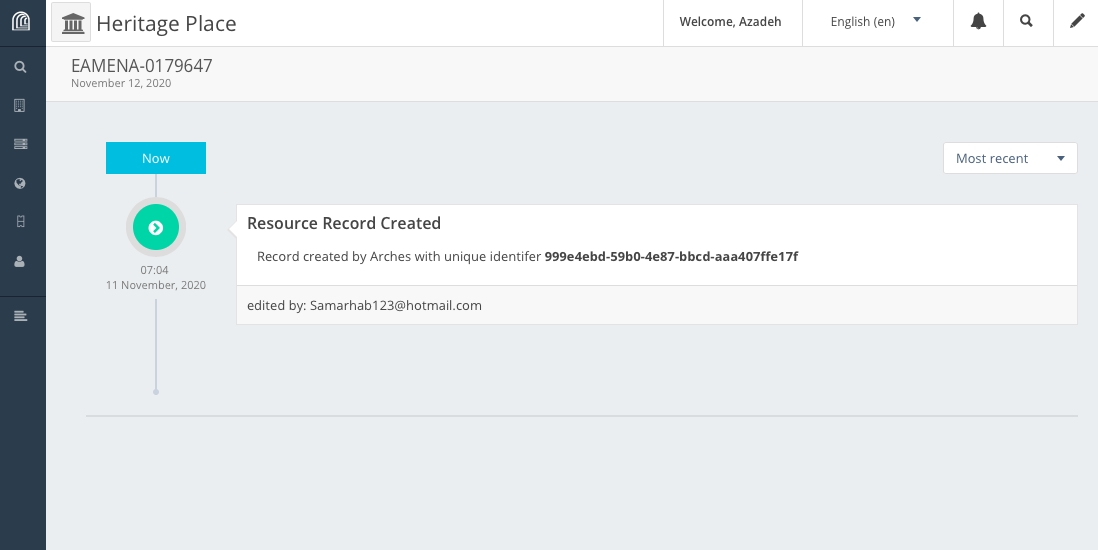 Heritage Place
Welcome, Azadeh
English (en)
EAMENA-0179647
November 12, 2020
Now
Most recent
Resource Record Created
Record created by Arches with unique identifer 999e4ebd-59b0-4e87-bbcd-aaa407ffe17f
07:04
11 November, 2020
edited by: Samarhab123@hotmail.com